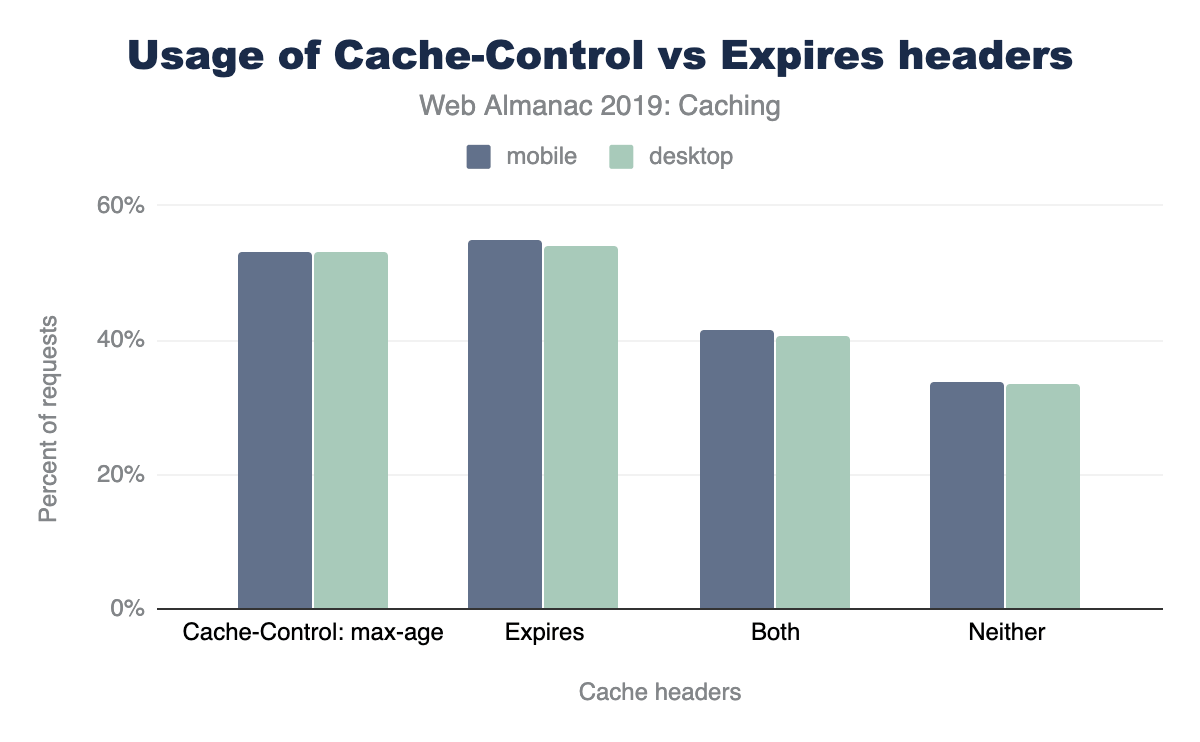 Usage of Cache-Control vs Expires headers
Web Almanac 2019: Caching
mobile desktop
60%
40%
20%
0%
Percent of requests
Cache-Control: max-age Expires Both Neither
Cache headers